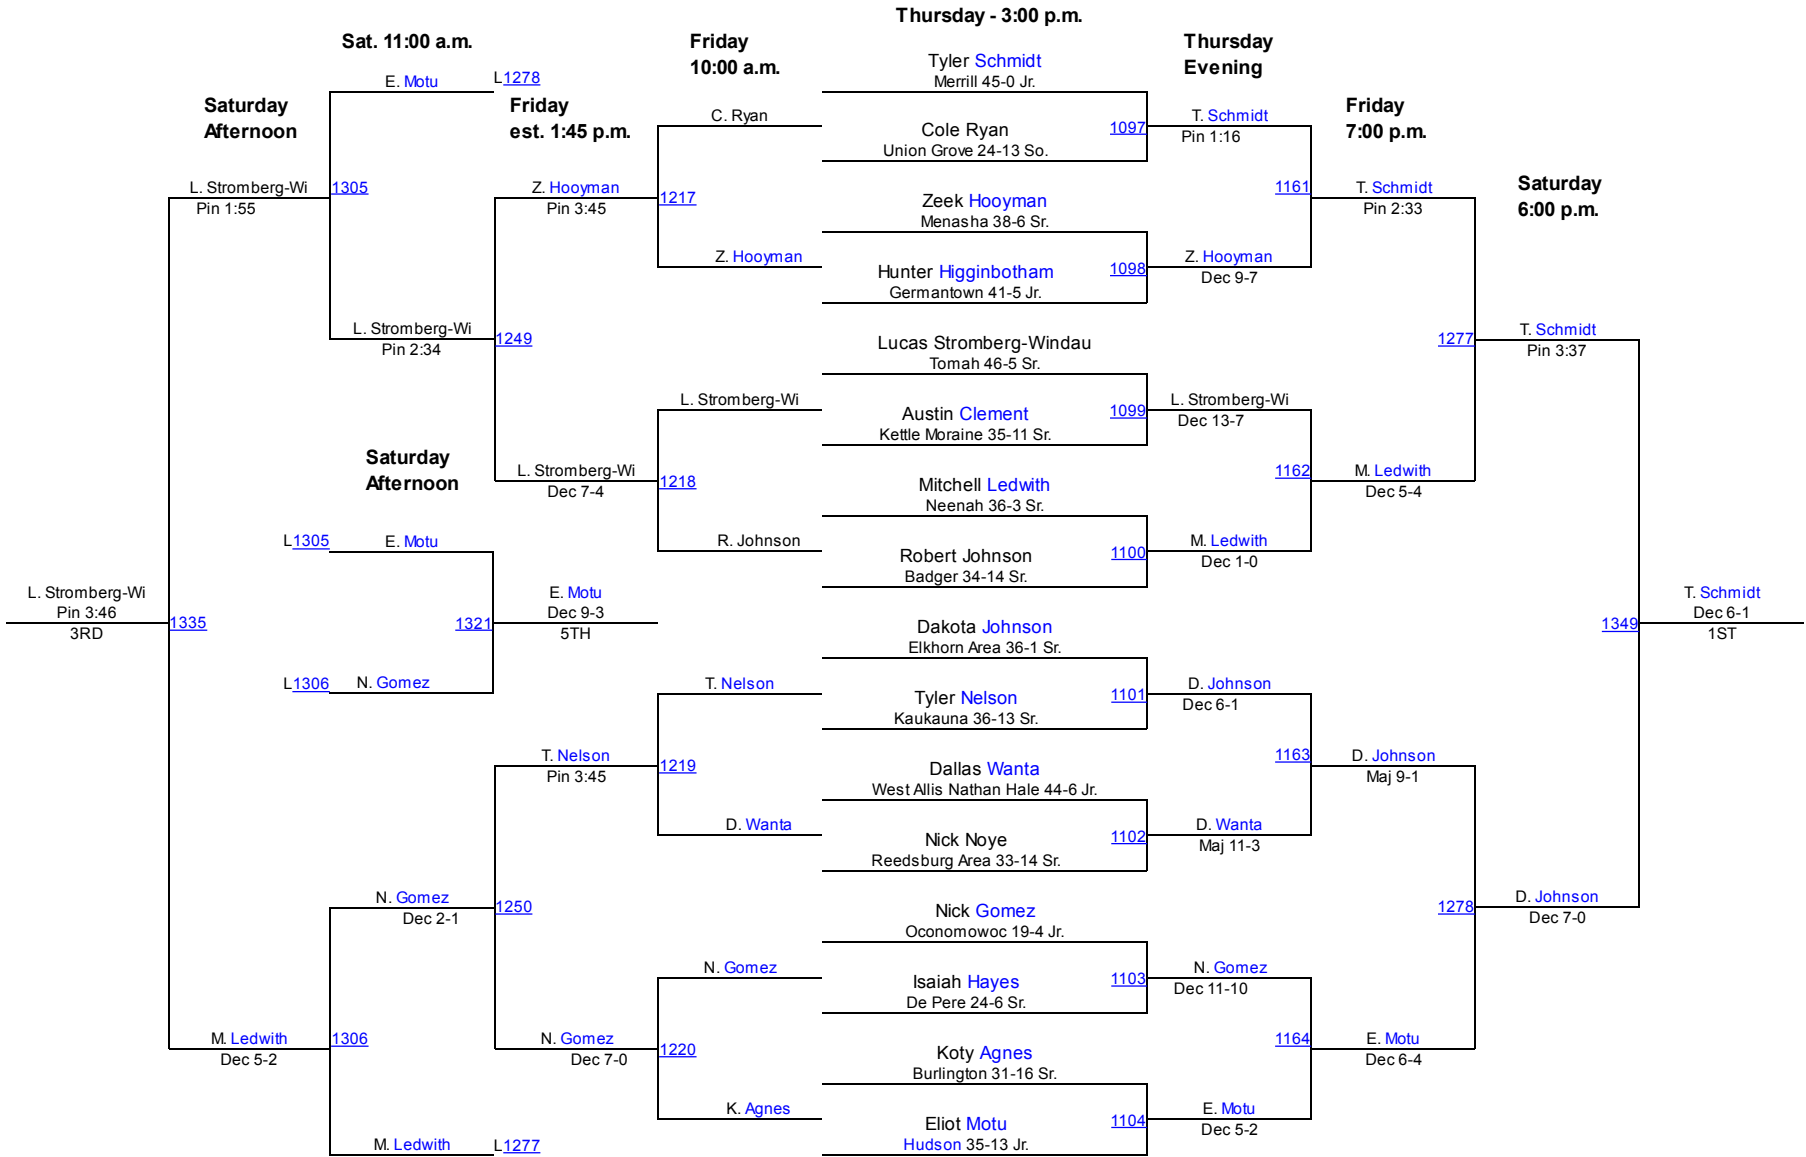 Thursday - 3:00 p.m.
Sat. 11:00 a.m.
Friday
10:00 a.m.
Thursday
Evening
Saturday
Afternoon
Friday
est. 1:45 p.m.
Friday
7:00 p.m.
Saturday
6:00 p.m.
Saturday
Afternoon
Tyler Schmidt
Merrill 45-0 Jr.
Cole Ryan
Union Grove 24-13 So.
1097
Zeek Hooyman
Menasha 38-6 Sr.
Hunter Higginbotham
Germantown 41-5 Jr.
1098
Lucas Stromberg-Windau
Tomah 46-5 Sr.
Austin Clement
Kettle Moraine 35-11 Sr.
1099
Mitchell Ledwith
Neenah 36-3 Sr.
Robert Johnson
Badger 34-14 Sr.
1100
Dakota Johnson
Elkhorn Area 36-1 Sr.
Tyler Nelson
Kaukauna 36-13 Sr.
1101
Dallas Wanta
West Allis Nathan Hale 44-6 Jr.
Nick Noye
Reedsburg Area 33-14 Sr.
1102
Nick Gomez
Oconomowoc 19-4 Jr.
Isaiah Hayes
De Pere 24-6 Sr.
1103
Koty Agnes
Burlington 31-16 Sr.
Eliot Motu
Hudson 35-13 Jr.
1104
T. Schmidt
Pin 1:16
1161
Z. Hooyman
Dec 9-7
L. Stromberg-Wi
Dec 13-7
1162
M. Ledwith
Dec 1-0
D. Johnson
Dec 6-1
1163
D. Wanta
Maj 11-3
N. Gomez
Dec 11-10
1164
E. Motu
Dec 5-2
T. Schmidt
Pin 2:33
1277
M. Ledwith
Dec 5-4
D. Johnson
Maj 9-1
1278
E. Motu
Dec 6-4
T. Schmidt
Pin 3:37
1349
D. Johnson
Dec 7-0
T. Schmidt
Dec 6-1
1ST
C. Ryan
1217
Z. Hooyman
L. Stromberg-Wi
1218
R. Johnson
T. Nelson
1219
D. Wanta
N. Gomez
1220
K. Agnes
Z. Hooyman
Pin 3:45
1249
L. Stromberg-Wi
Dec 7-4
T. Nelson
Pin 3:45
1250
N. Gomez
Dec 7-0
E. Motu L1278
1305
L. Stromberg-Wi
Pin 2:34
N. Gomez
Dec 2-1
1306
M. Ledwith L1277
L. Stromberg-Wi
Pin 1:55
1335
M. Ledwith
Dec 5-2
L. Stromberg-Wi
Pin 3:46
3RD
L1305 E. Motu
1321
L1306 N. Gomez
E. Motu
Dec 9-3
5TH